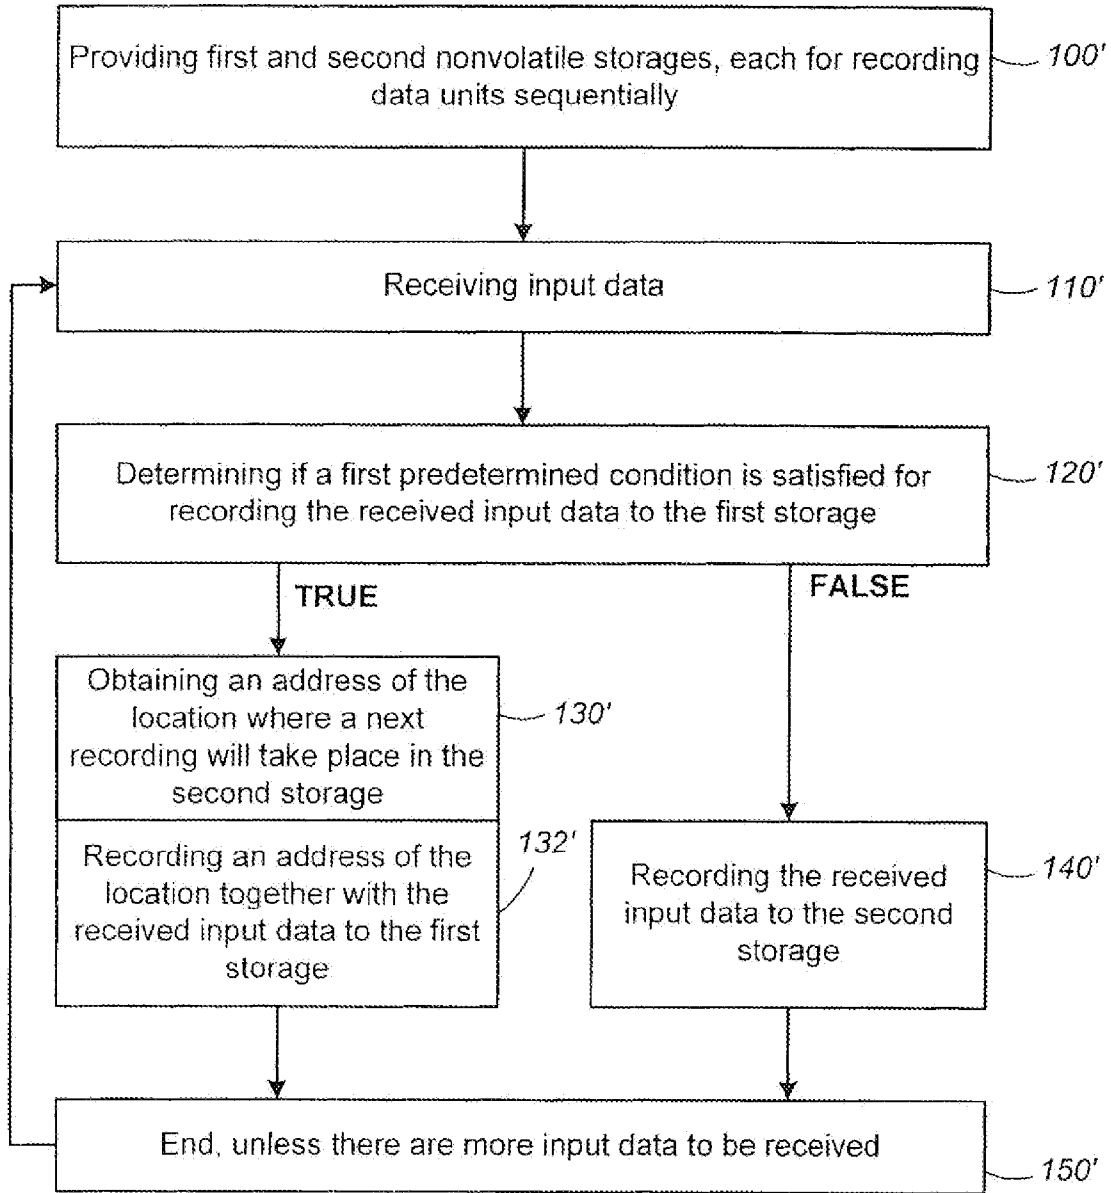 Providing first and second nonvolatile storages, each for recording
data units sequentially
100'
Receiving input data
110'
Determining if a first predetermined condition is satisfied for
recording the received input data to the first storage
120'
TRUE
FALSE
Obtaining an address of the
location where a next
recording will take place in the
second storage
130'
Recording an address of the
location together with the
received input data to the first
storage
132'
Recording the received
input data to the second
storage
140'
End, unless there are more input data to be received
150'